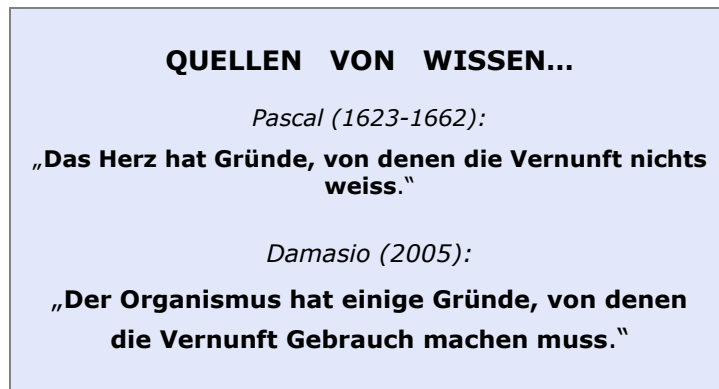 QUELLEN VON WISSEN...
Pascal (1623-1662):
„Das Herz hat Gründe, von denen die Vernunft nichts
weiss.“
Damasio (2005):
„Der Organismus hat einige Gründe, von denen
die Vernunft Gebrauch machen muss.“